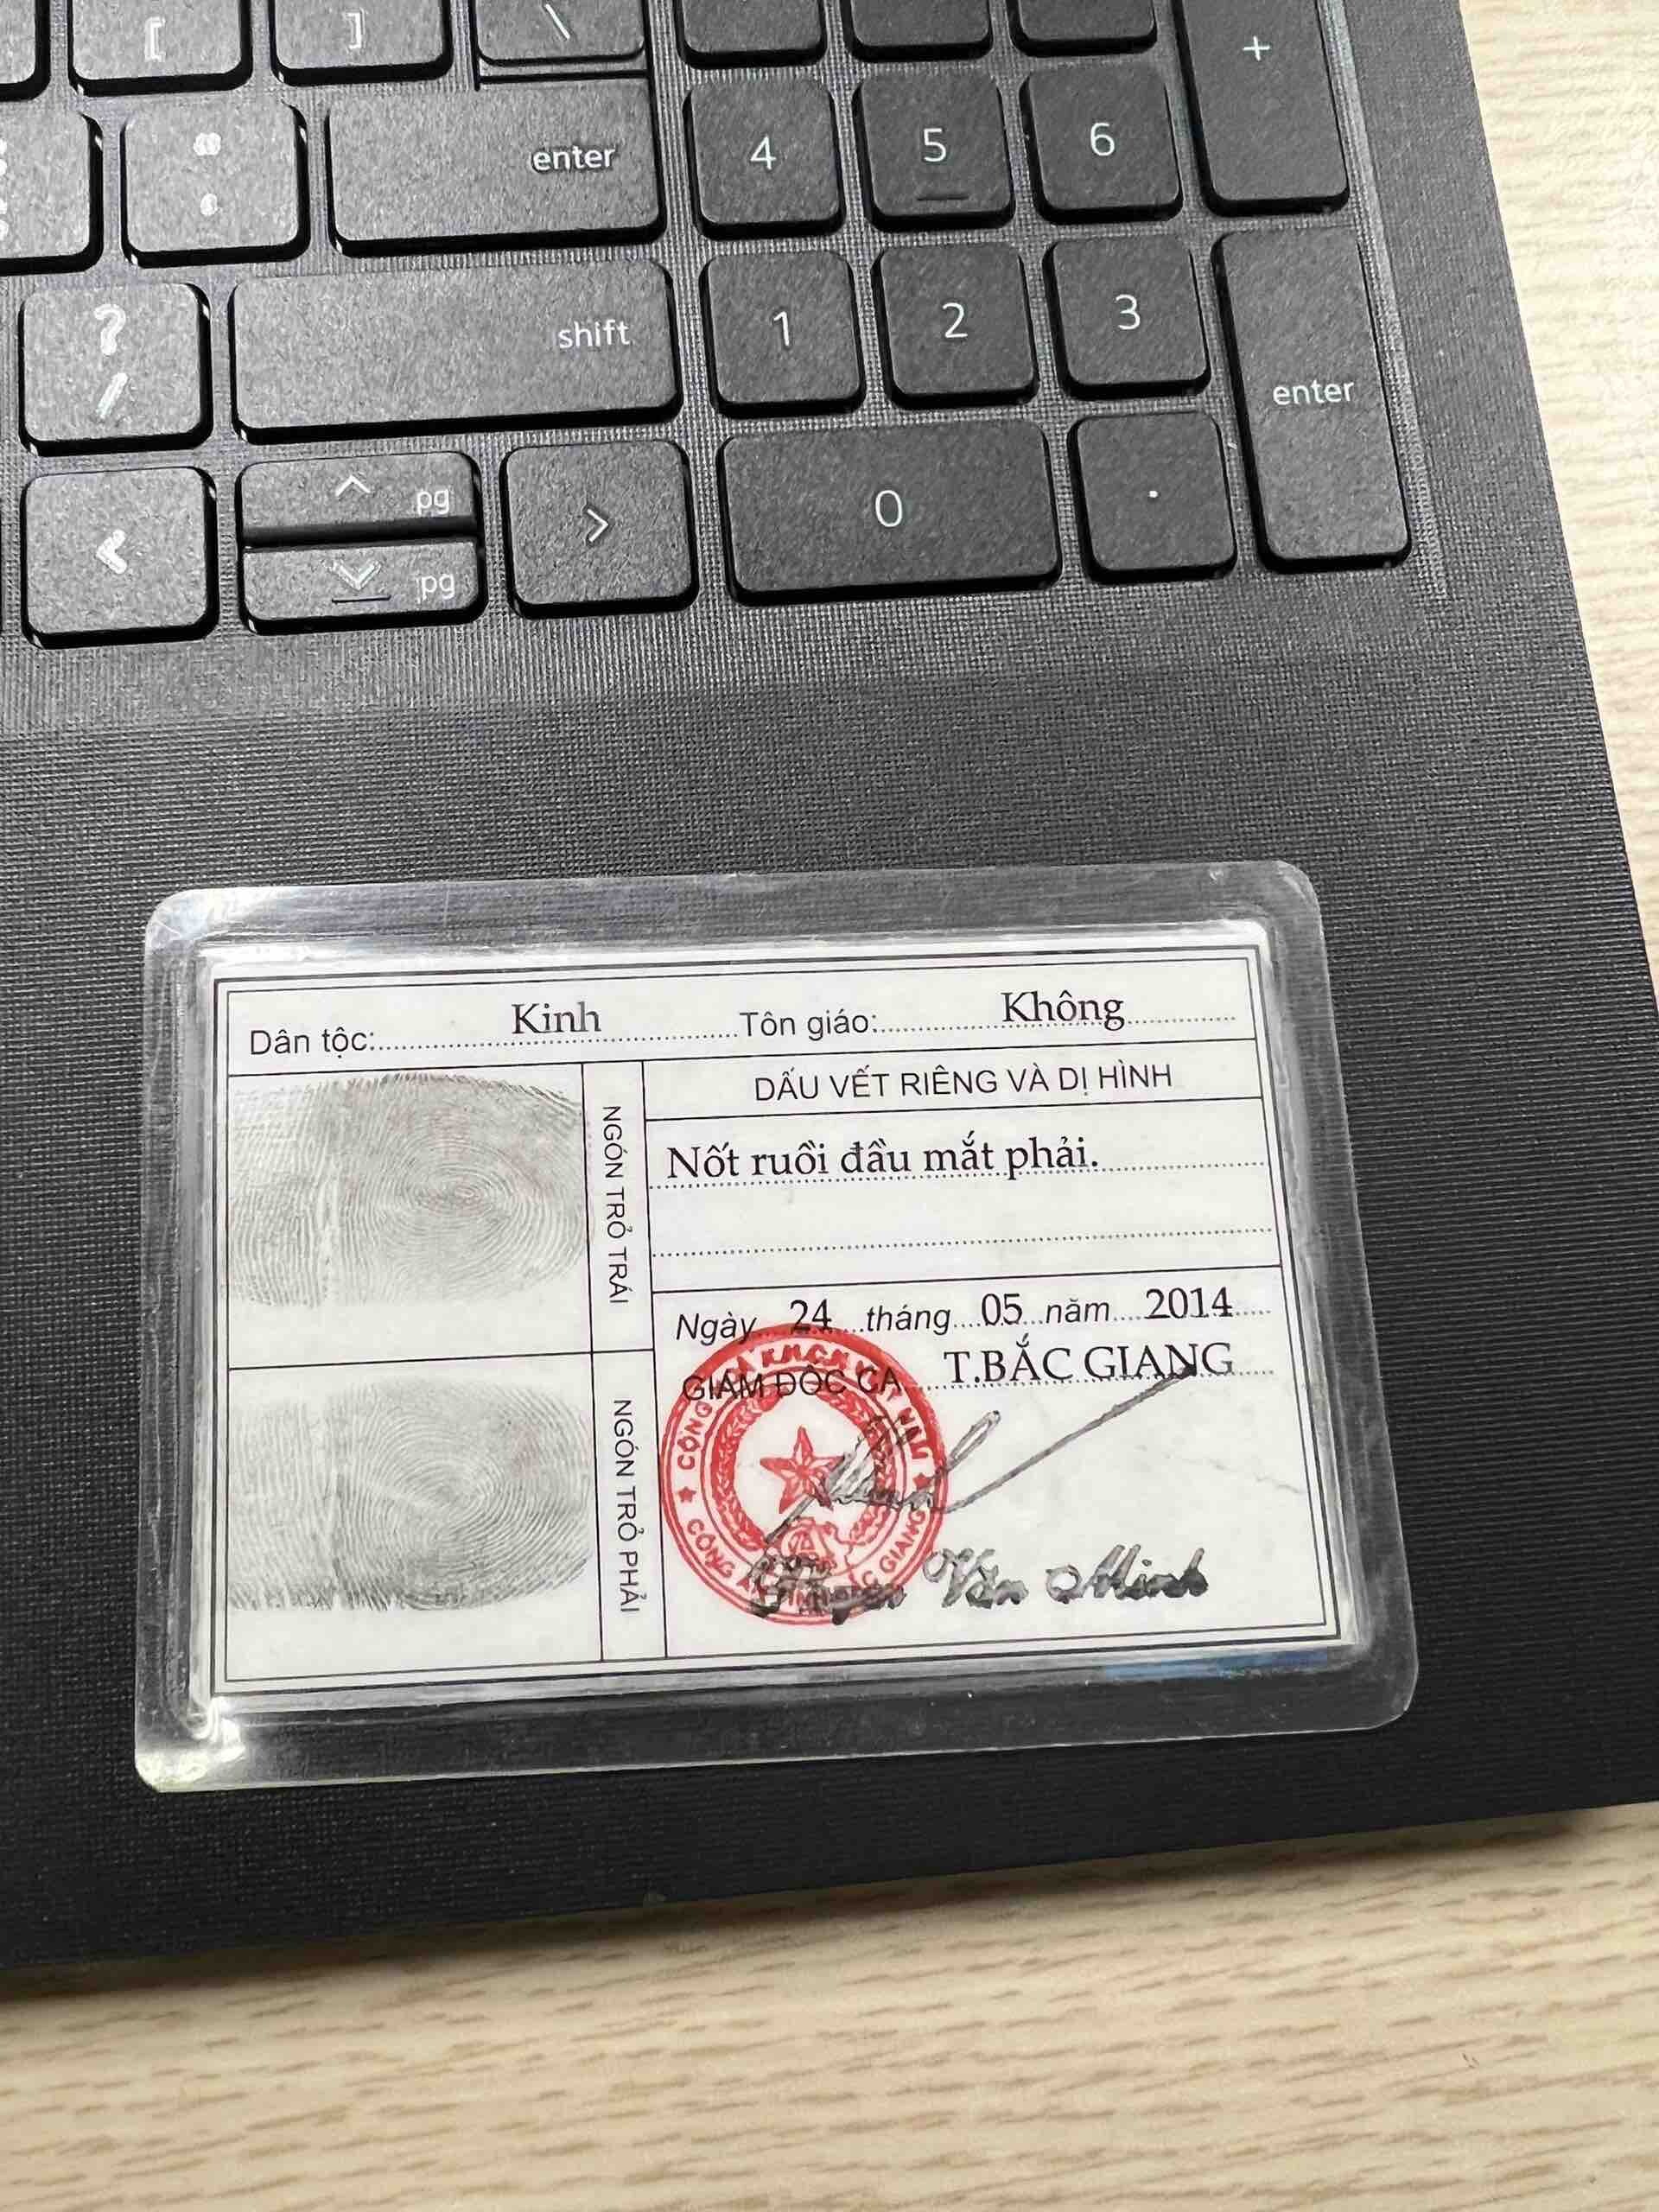 [ ] \ +
enter 4 5 6
? / shift 1 2 3
enter
< ^ pg > 0 .
pg
Dân tộc: Kinh Tôn giáo: Không
NGÓN TRỎ TRÁI
DẤU VẾT RIÊNG VÀ DỊ HÌNH
Nốt ruồi đầu mắt phải.
Ngày 24 tháng 05 năm 2014
GIÁM ĐỐC CA T.BẮC GIANG
NGÓN TRỎ PHẢI
Văn Minh